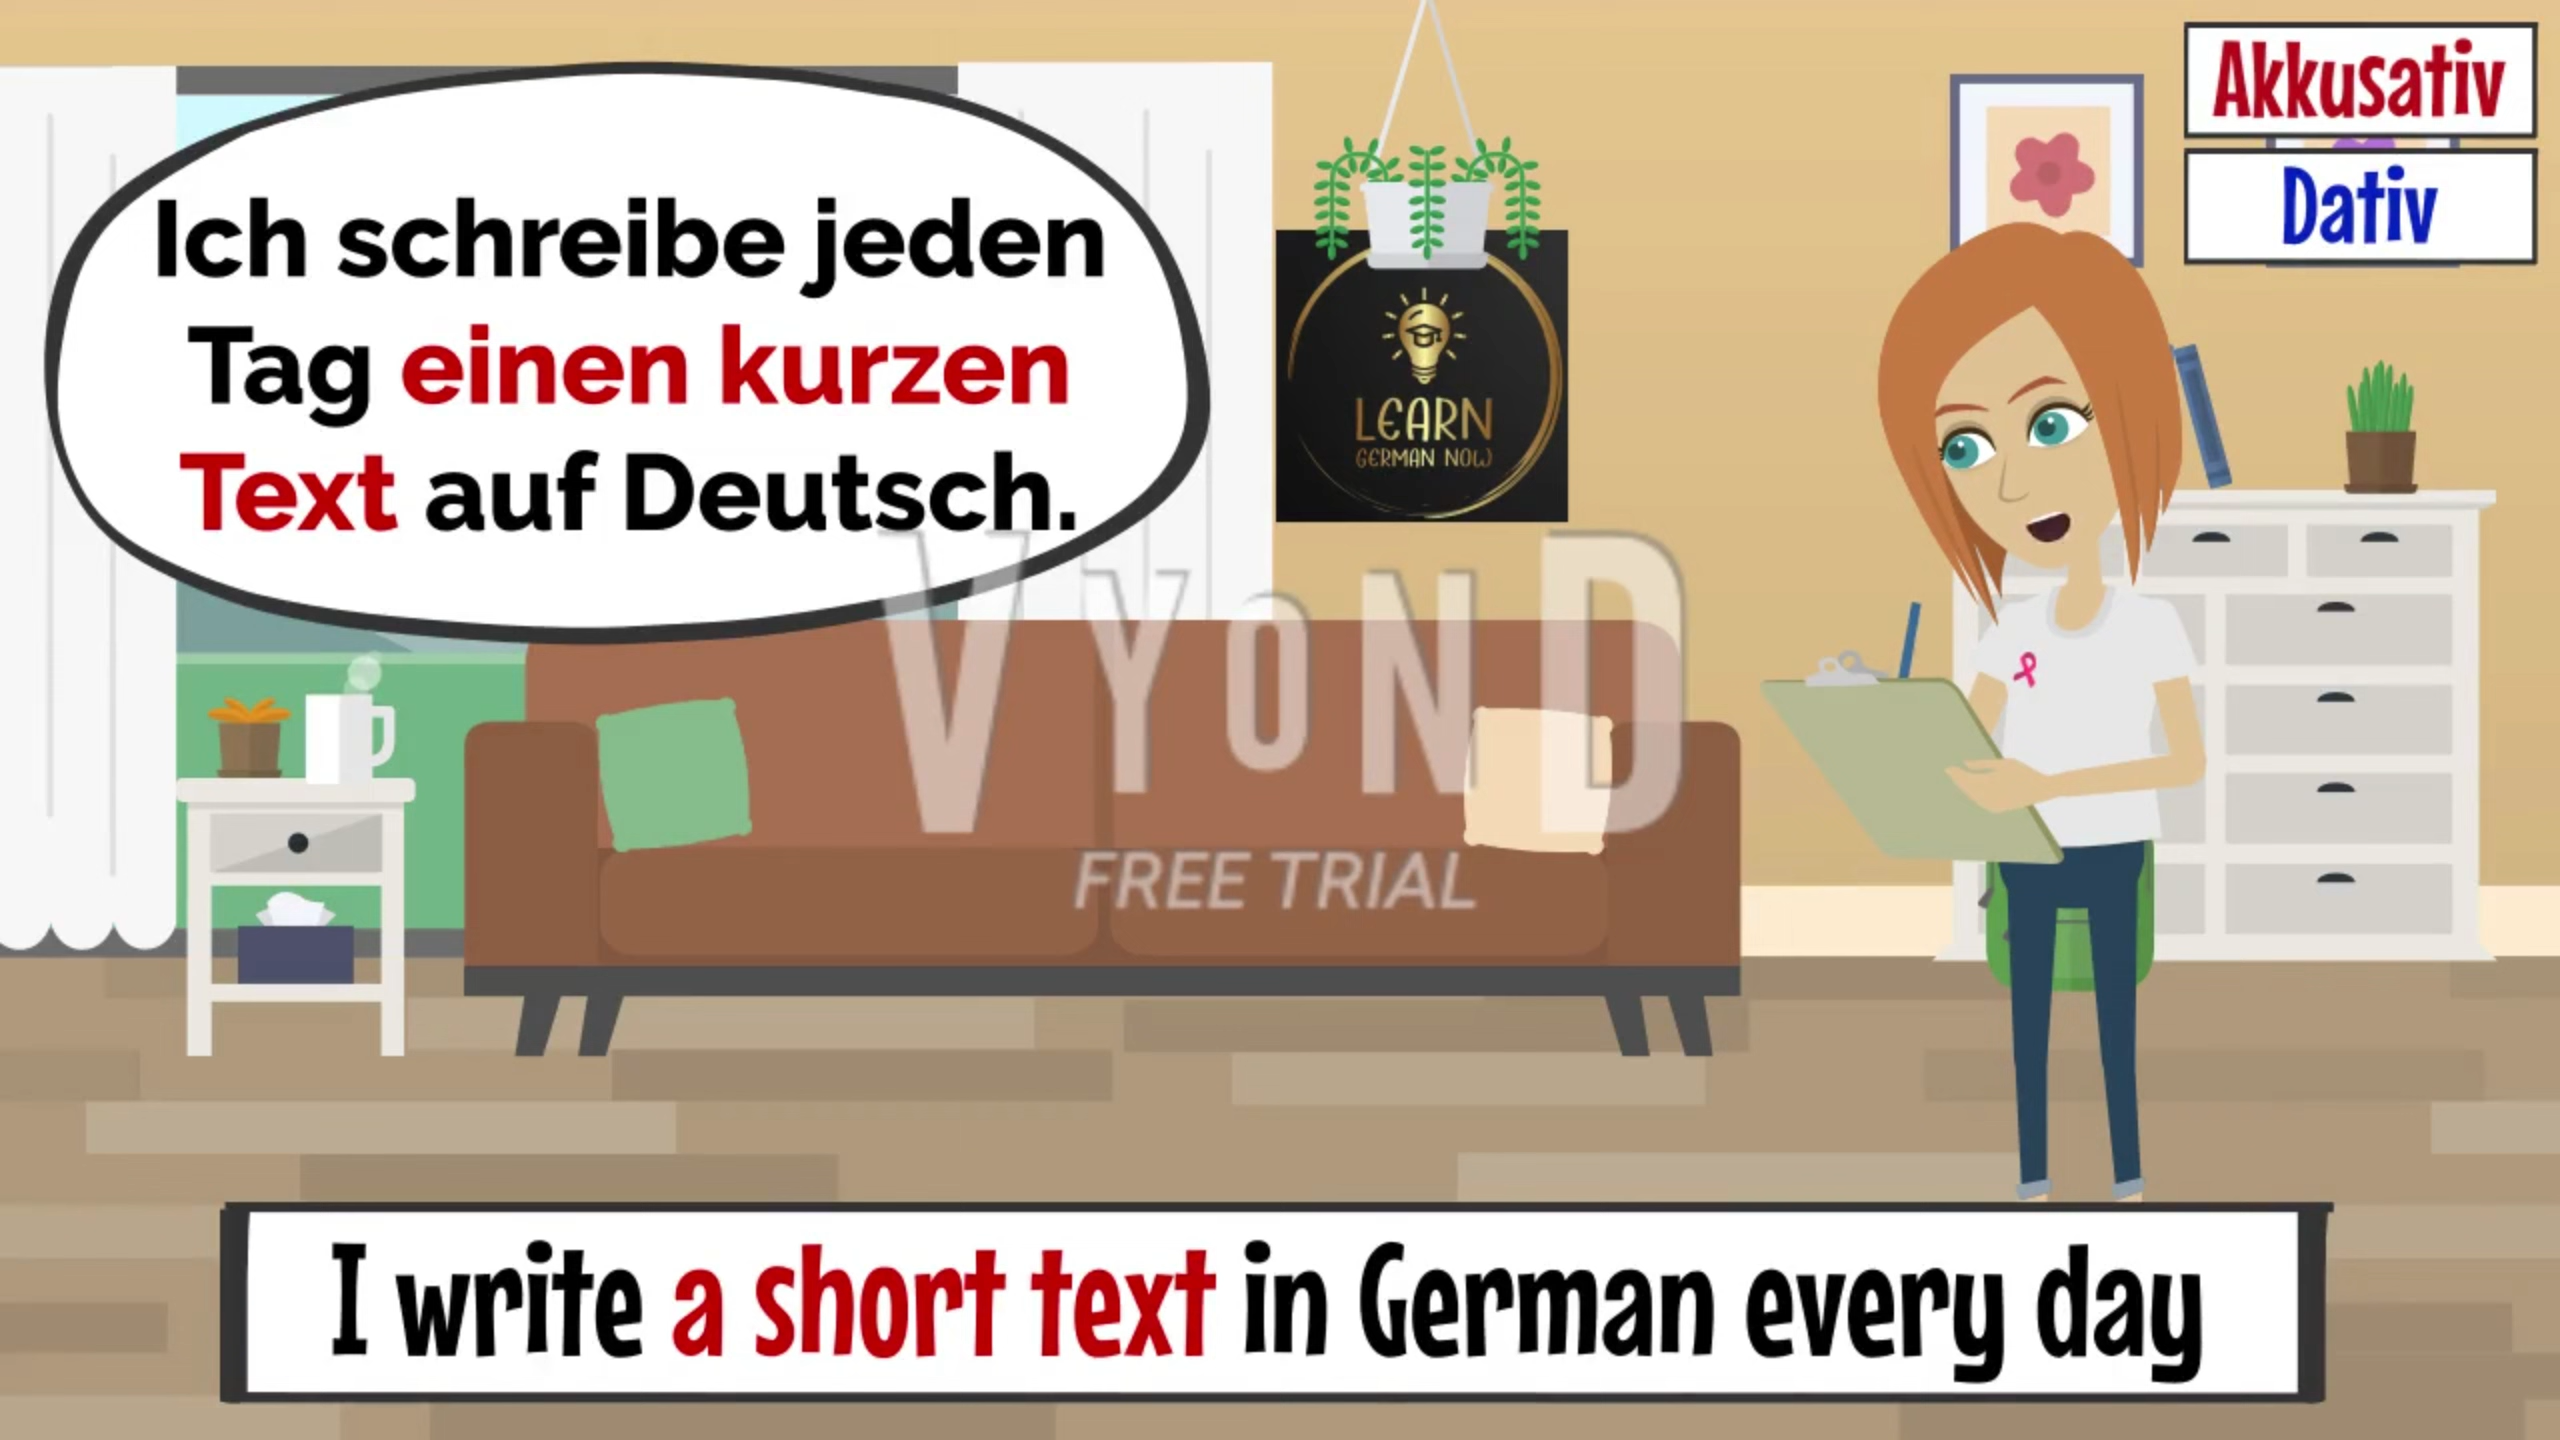 Ich schreibe jeden
Tag einen kurzen
Text auf Deutsch.
Akkusativ
Dativ
LEARN
GERMAN NOW
VYOND
FREE TRIAL
I write a short text in German every day